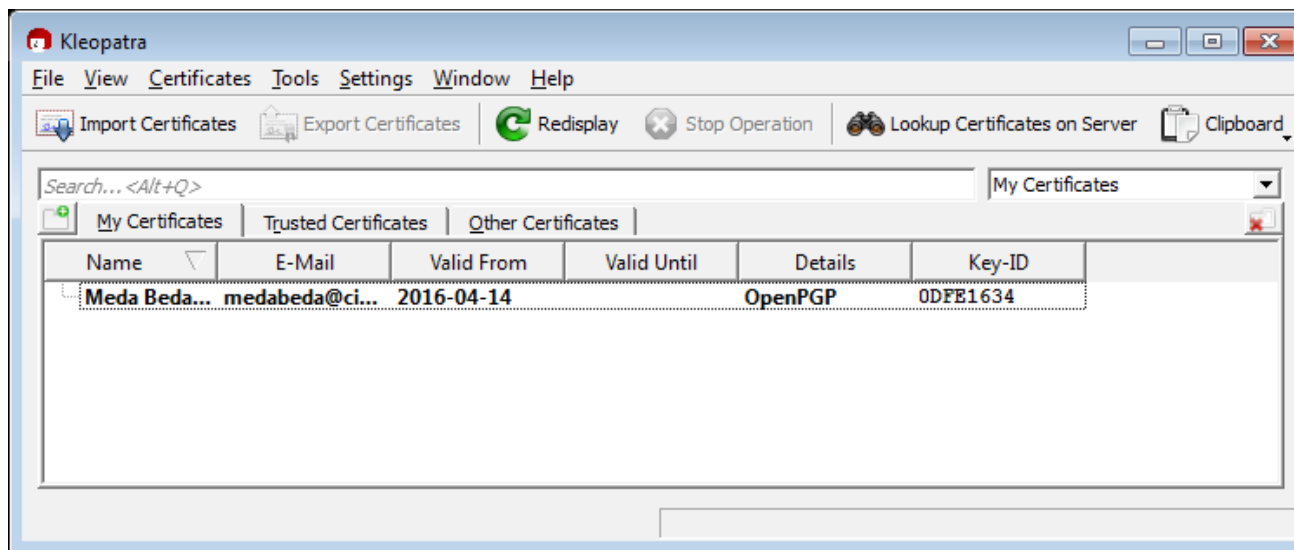 Kleopatra
File View Certificates Tools Settings Window Help
Import Certificates Export Certificates Redisplay Stop Operation Lookup Certificates on Server Clipboard
Search...<Alt+Q> My Certificates
My Certificates Trusted Certificates Other Certificates
Name E-Mail Valid From Valid Until Details Key-ID
Meda Beda... medabeda@ci... 2016-04-14 OpenPGP 0DFE1634